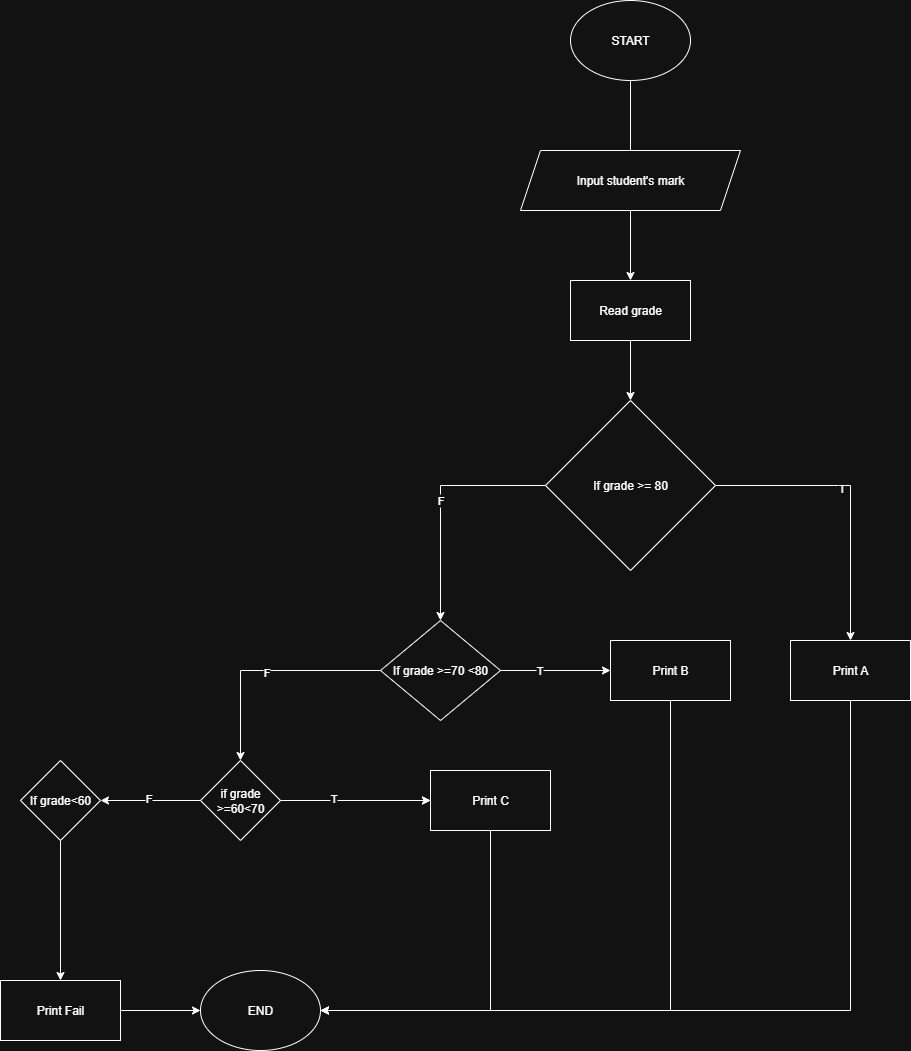 START
Input student's mark
Read grade
If grade >= 80
F
T
If grade >=70 <80
T
Print B
Print A
F
If grade<60
F
if grade
>=60<70
T
Print C
Print Fail
END